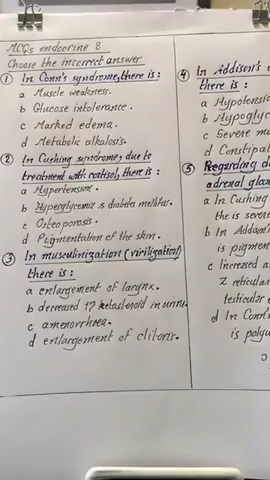 MCQs endocrine 8
Choose the incorrect answer
① In Conn's syndrome, there is :
a Muscle weakness.
b Glucose intolerance.
c Marked edema.
d Metabolic alkalosis.
② In Cushing syndrome, due to
treatment with cortisol, there is :
a Hypertension.
b Hyperglycemia & diabetes mellitus.
c Osteoporosis.
d Pigmentation of the skin.
③ In musculinization (virilization)
there is :
a enlargement of larynx.
b decreased 17 ketosteroid in urine.
c amenorrhea.
d enlargement of clitoris.
④ In Addison's
there is :
a Hypotensio
b Hypoglyc
c Severe m
d Constipat
⑤ Regarding d
adrenal glan
a In Cushing
the is severe
b In Addison's
is pigmen
c Increased a
Z reticular
testicular
d In Conn's
is polyu